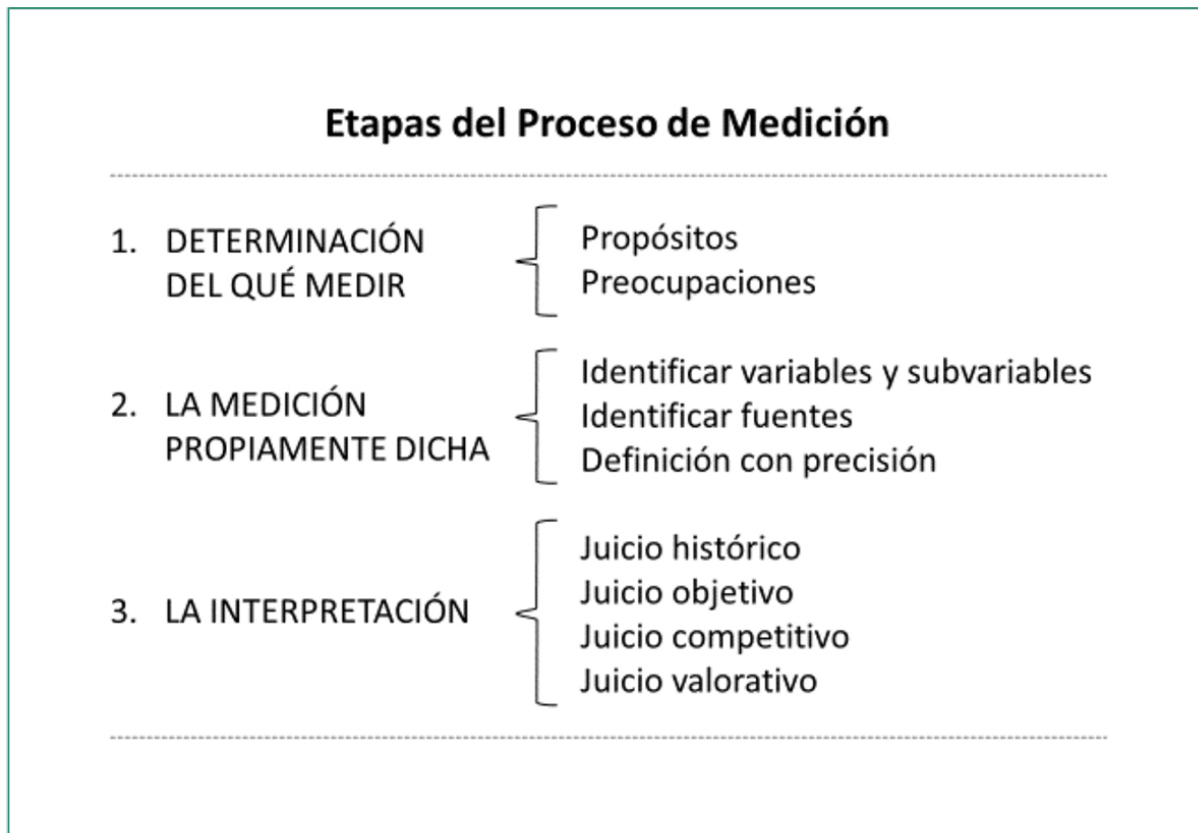 Etapas del Proceso de Medición
1. DETERMINACIÓN
DEL QUÉ MEDIR
Propósitos
Preocupaciones
2. LA MEDICIÓN
PROPIAMENTE DICHA
Identificar variables y subvariables
Identificar fuentes
Definición con precisión
3. LA INTERPRETACIÓN
Juicio histórico
Juicio objetivo
Juicio competitivo
Juicio valorativo